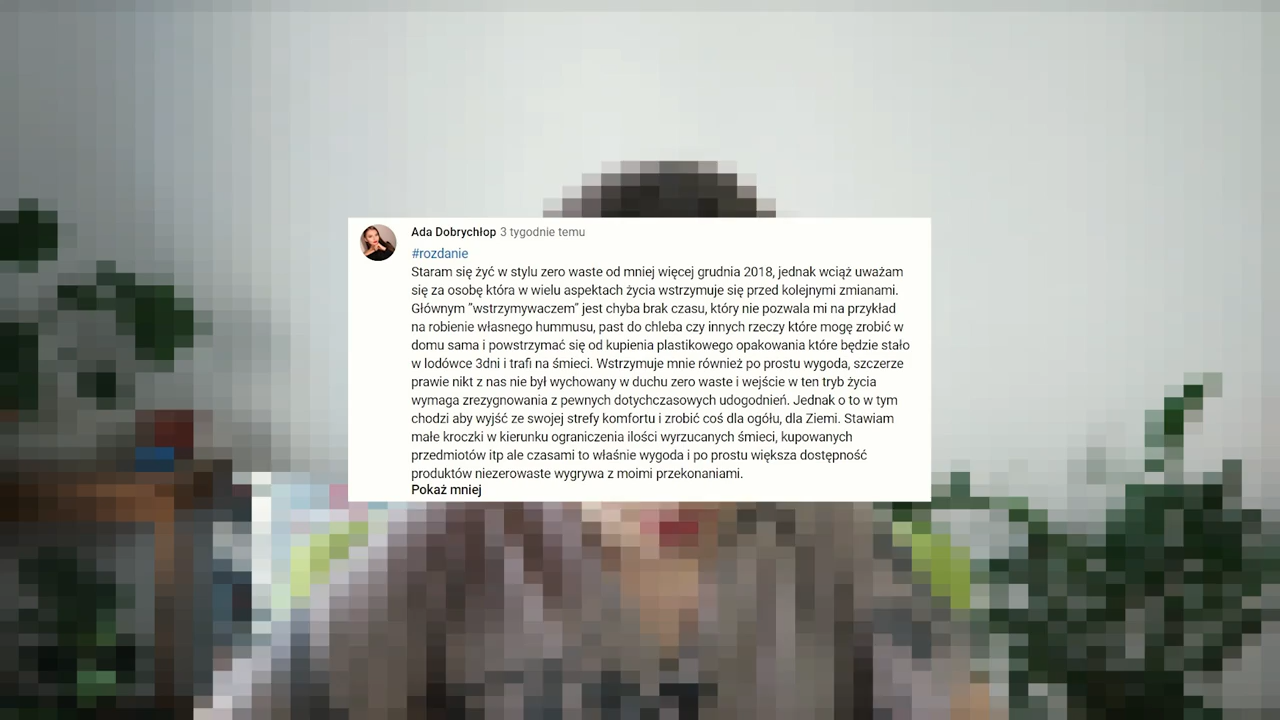 Ada Dobrychłop 3 tygodnie temu
#rozdanie
Staram się żyć w stylu zero waste od mniej więcej grudnia 2018, jednak wciąż uważam
się za osobę która w wielu aspektach życia wstrzymuje się przed kolejnymi zmianami.
Głównym "wstrzymywaczem" jest chyba brak czasu, który nie pozwala mi na przykład
na robienie własnego hummusu, past do chleba czy innych rzeczy które mogę zrobić w
domu sama i powstrzymać się od kupienia plastikowego opakowania które będzie stało
w lodówce 3dni i trafi na śmieci. Wstrzymuje mnie również po prostu wygoda, szczerze
prawie nikt z nas nie był wychowany w duchu zero waste i wejście w ten tryb życia
wymaga zrezygnowania z pewnych dotychczasowych udogodnień. Jednak o to w tym
chodzi aby wyjść ze swojej strefy komfortu i zrobić coś dla ogółu, dla Ziemi. Stawiam
małe kroczki w kierunku ograniczenia ilości wyrzucanych śmieci, kupowanych
przedmiotów itp ale czasami to właśnie wygoda i po prostu większa dostępność
produktów niezerowaste wygrywa z moimi przekonaniami.
Pokaż mniej